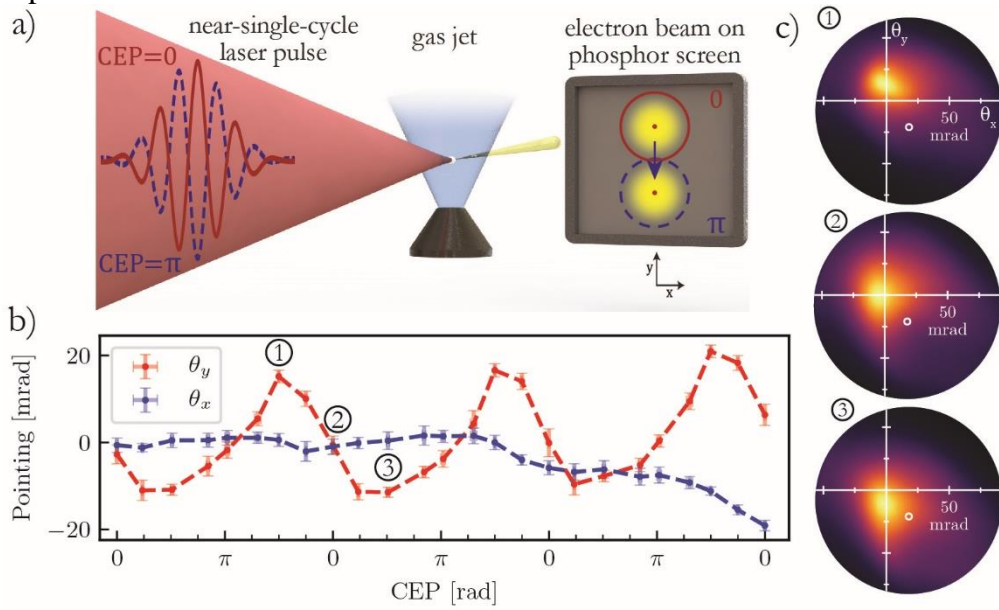 a)
near-single-cycle
laser pulse
CEP=0
CEP=π
gas jet
electron beam on
phosphor screen
0
π
y
x
b)
Pointing [mrad]
20
0
−20
θy
θx
①
②
③
0 π 0 π 0 π 0
CEP [rad]
c)
①
θy
θx
50
mrad
②
50
mrad
③
50
mrad